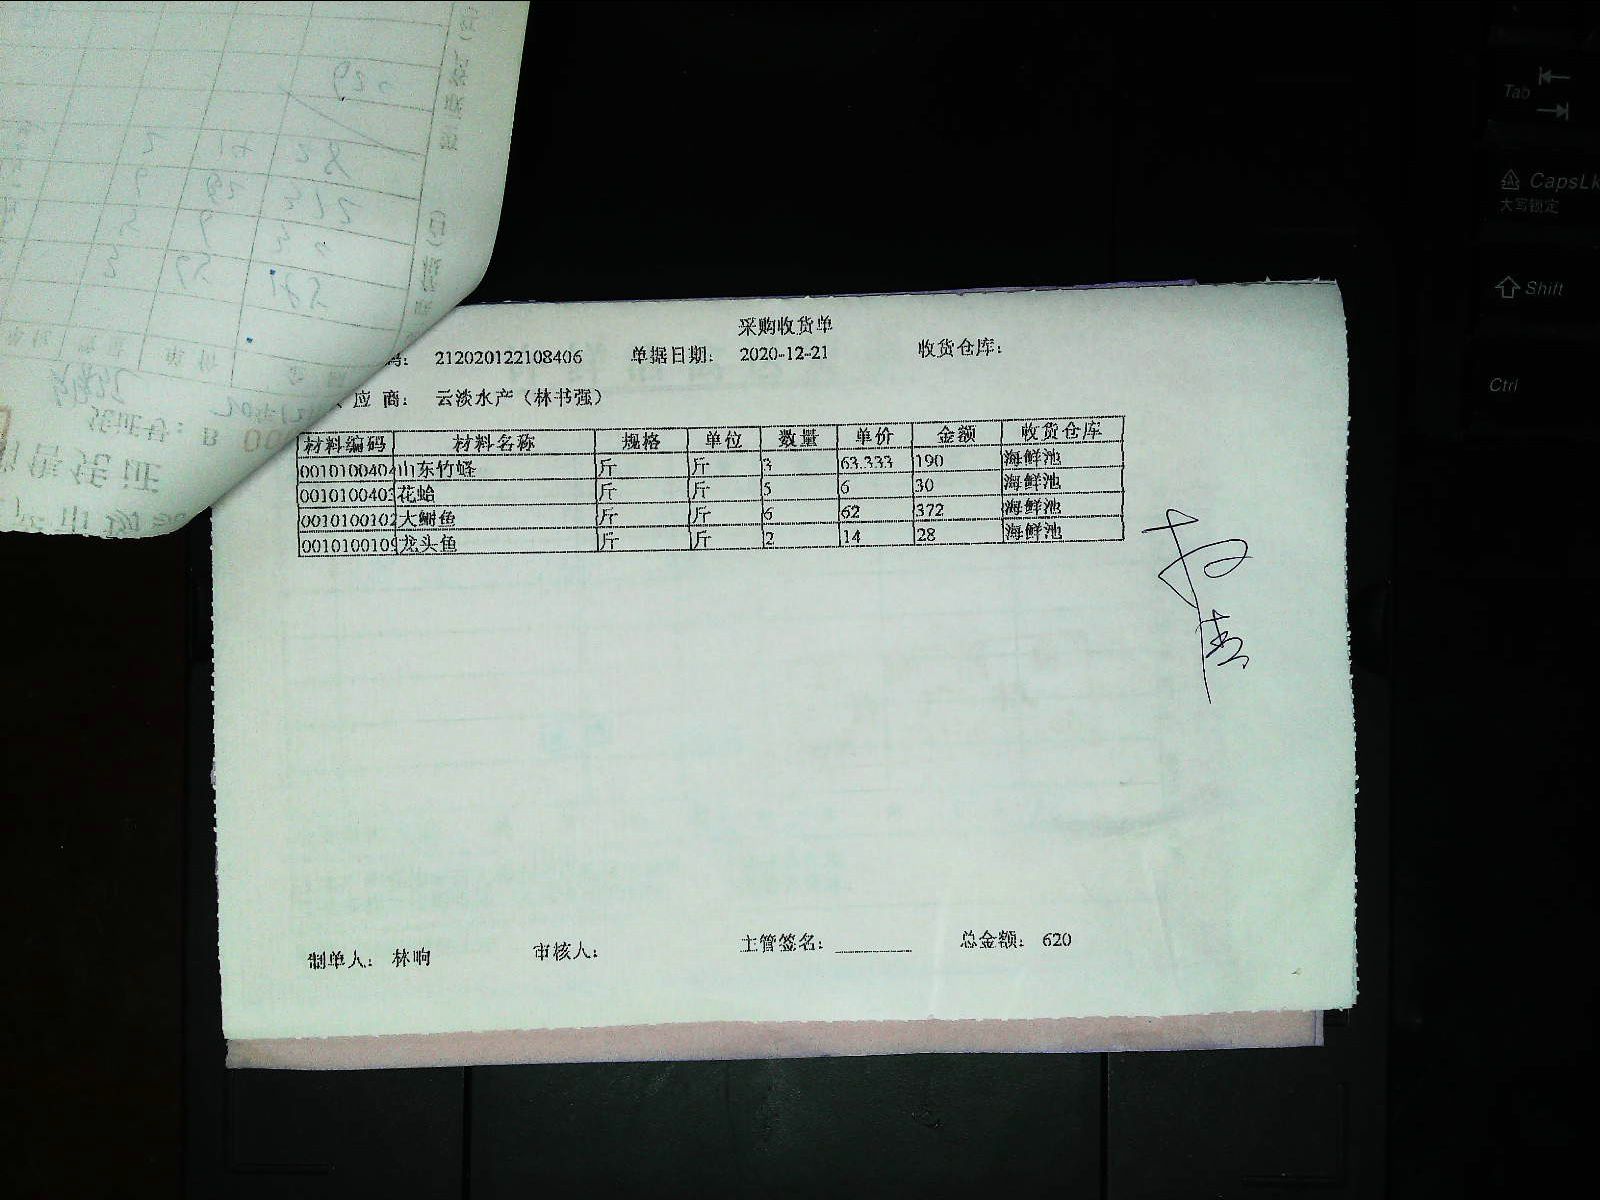 采购收货单
码： 212020122108406 单据日期： 2020-12-21 收货仓库：
应 商： 云淡水产（林书强）
材料编码 材料名称 规格 单位 数量 单价 金额 收货仓库
0010100404 山东竹蛏 斤 斤 3 63.333 190 海鲜池
001010040 花蛤 斤 斤 5 6 30 海鲜池
0010100102 大鲥鱼 斤 斤 6 62 372 海鲜池
001010010 龙头鱼 斤 斤 2 14 28 海鲜池
制单人： 林响 审核人： 主管签名： 总金额： 620
Tab
CapsLk
大写锁定
Shift
Ctrl